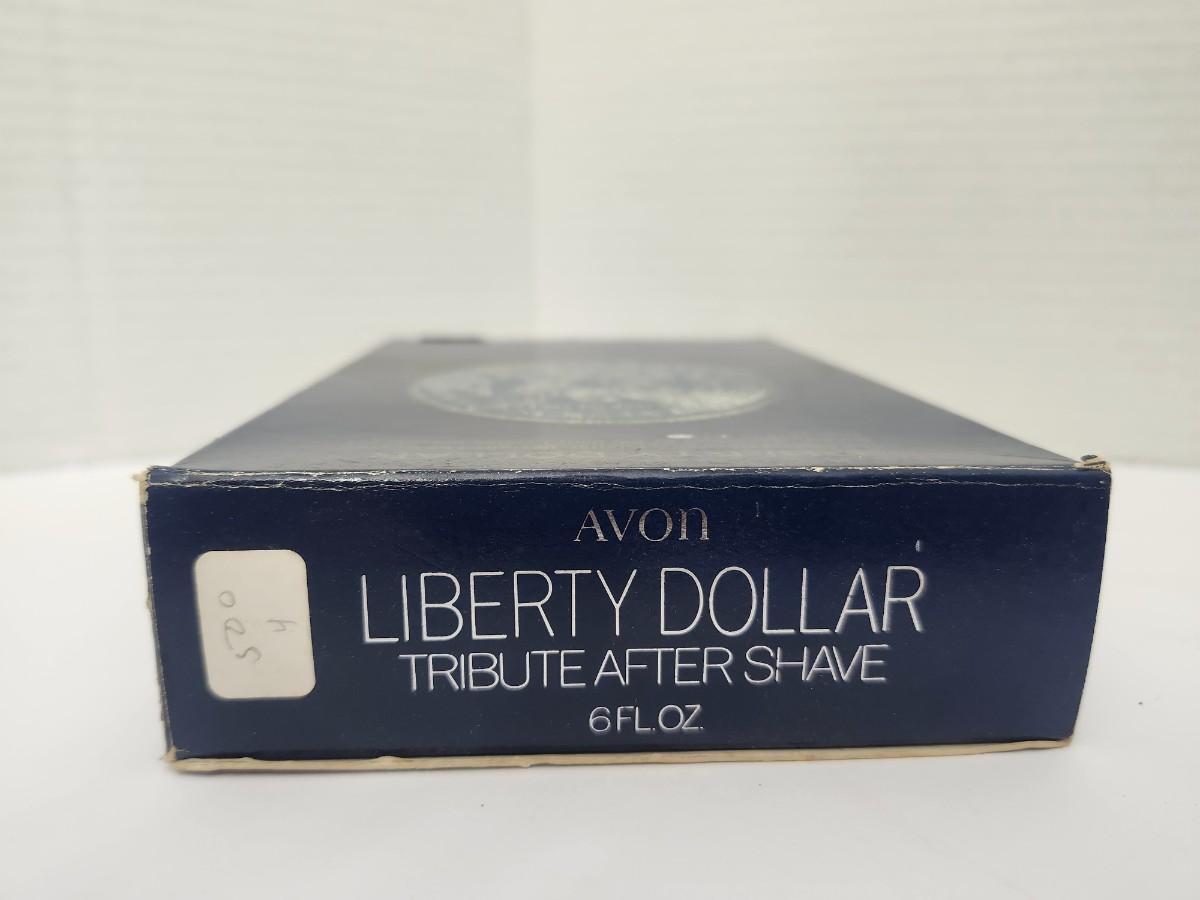 AVON
LIBERTY DOLLAR
TRIBUTE AFTER SHAVE
6 FL. OZ.